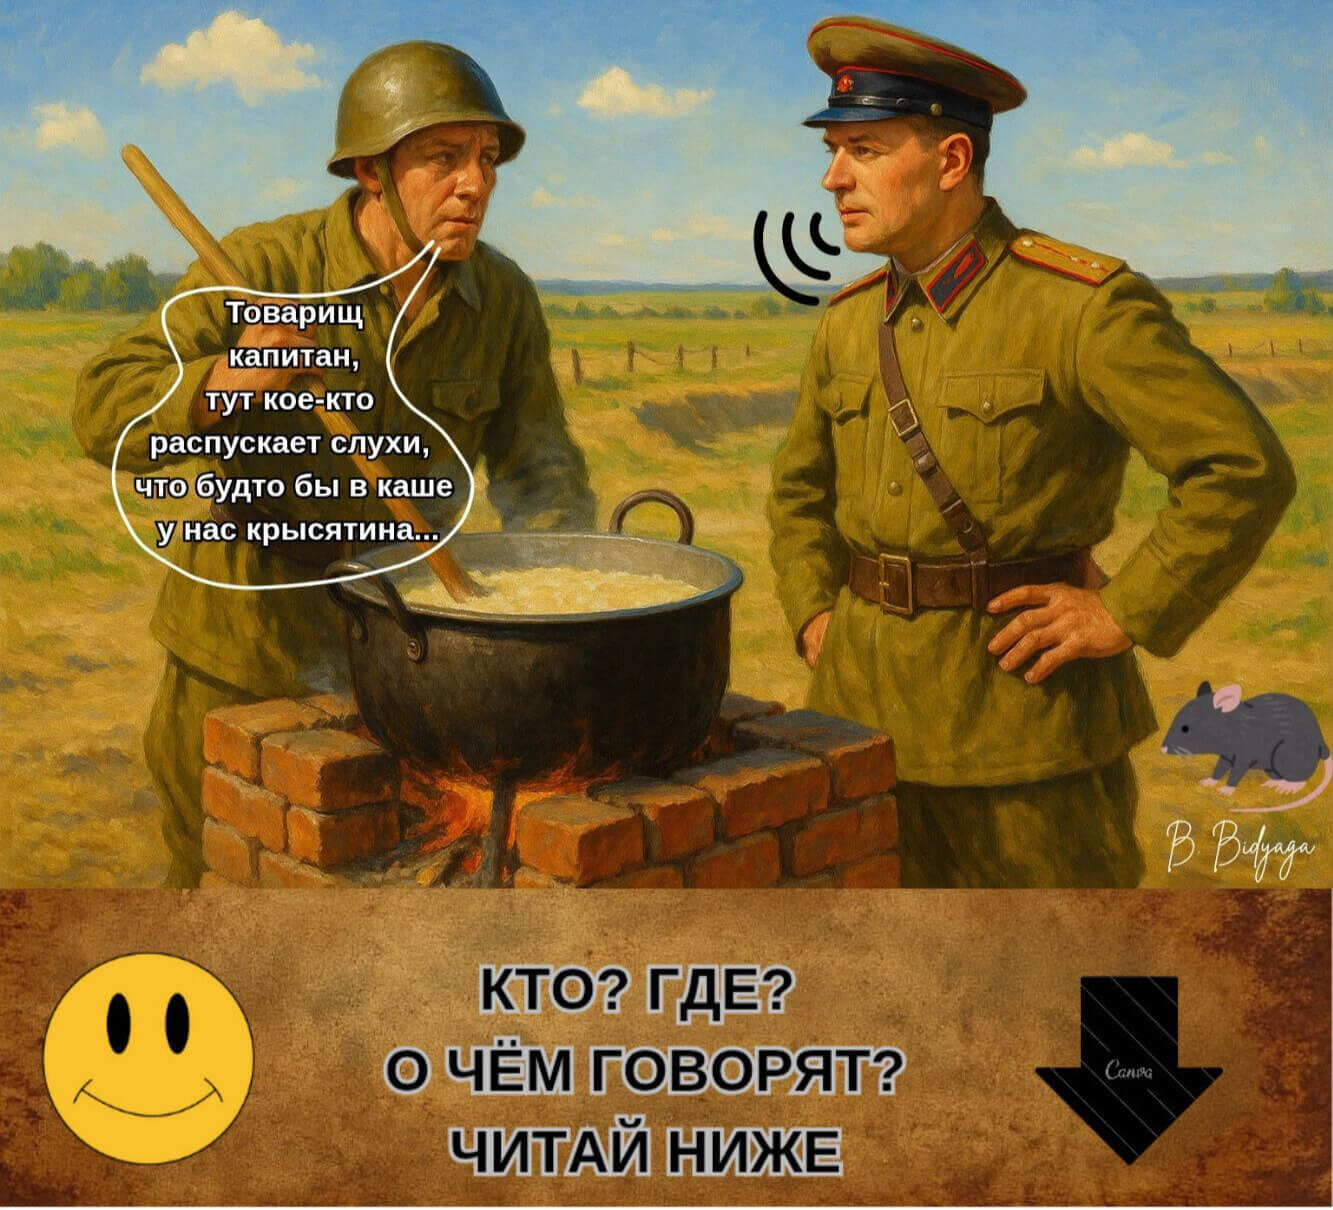 Товарищ
капитан,
тут кое-кто
распускает слухи,
что будто бы в каше
у нас крысятина...
B Bidyaga
КТО? ГДЕ?
О ЧЁМ ГОВОРЯТ?
ЧИТАЙ НИЖЕ
Canva